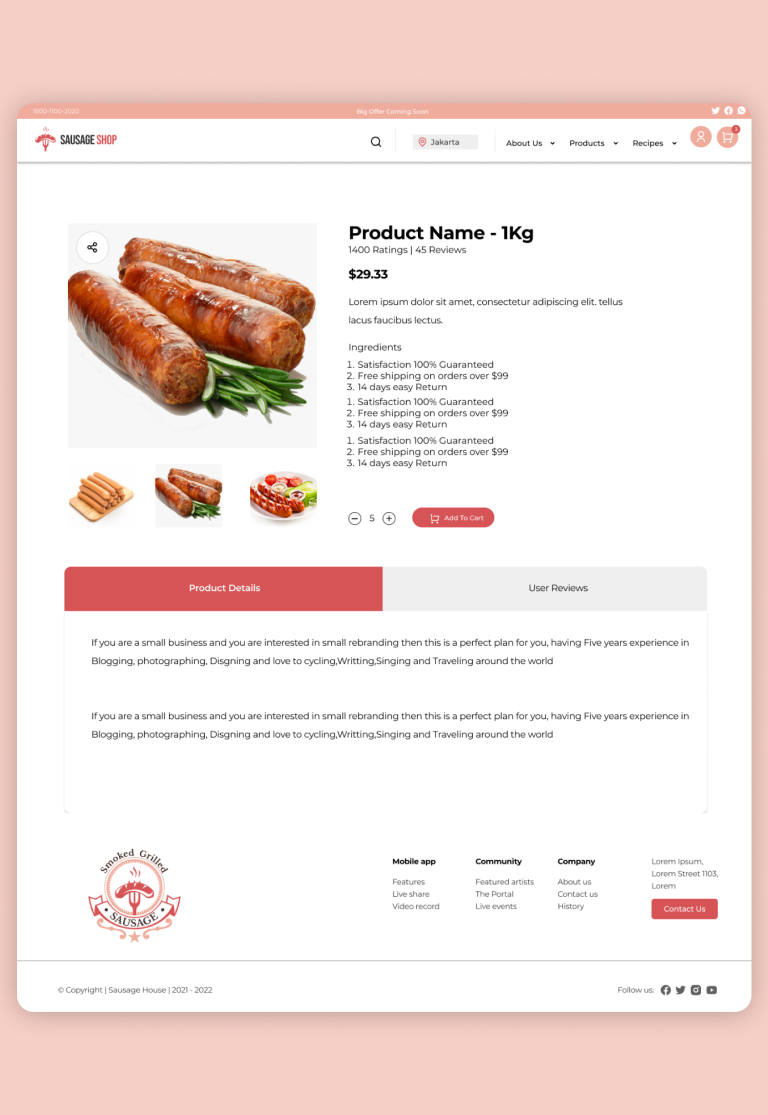 1800-1100-2020
Big Offer Coming Soon
SAUSAGE SHOP
Jakarta
About Us
Products
Recipes
3
Product Name - 1Kg
1400 Ratings | 45 Reviews
$29.33
Lorem ipsum dolor sit amet, consectetur adipiscing elit. tellus
lacus faucibus lectus.
Ingredients
1. Satisfaction 100% Guaranteed
2. Free shipping on orders over $99
3. 14 days easy Return
1. Satisfaction 100% Guaranteed
2. Free shipping on orders over $99
3. 14 days easy Return
1. Satisfaction 100% Guaranteed
2. Free shipping on orders over $99
3. 14 days easy Return
5
Add To Cart
Product Details
User Reviews
If you are a small business and you are interested in small rebranding then this is a perfect plan for you, having Five years experience in
Blogging, photographing, Disgning and love to cycling,Writting,Singing and Traveling around the world
If you are a small business and you are interested in small rebranding then this is a perfect plan for you, having Five years experience in
Blogging, photographing, Disgning and love to cycling,Writting,Singing and Traveling around the world
Smoked Grilled
SAUSAGE
Mobile app
Features
Live share
Video record
Community
Featured artists
The Portal
Live events
Company
About us
Contact us
History
Lorem Ipsum,
Lorem Street 1103,
Lorem
Contact Us
© Copyright | Sausage House | 2021 - 2022
Follow us: